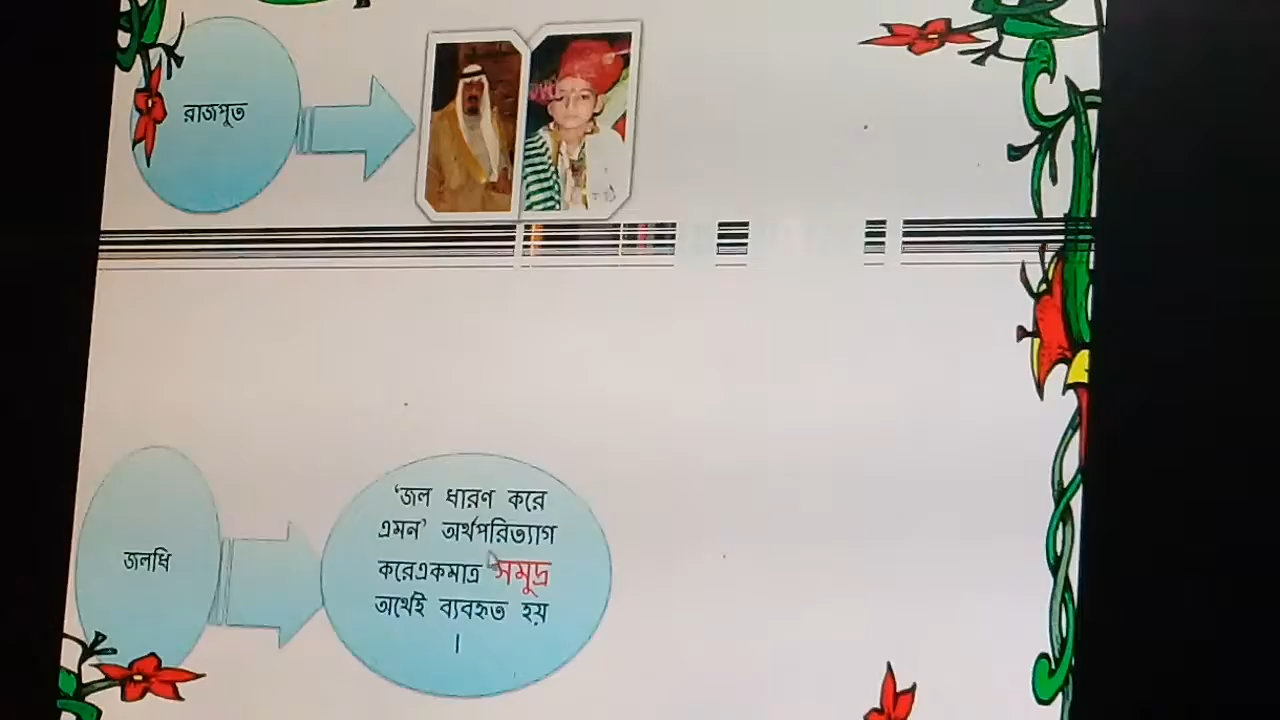 রাজপুত
জলধি
‘জল ধারণ করে
এমন’ অর্থপরিত্যাগ
করেএকমাত্র সমুদ্র
অর্থেই ব্যবহৃত হয়
।